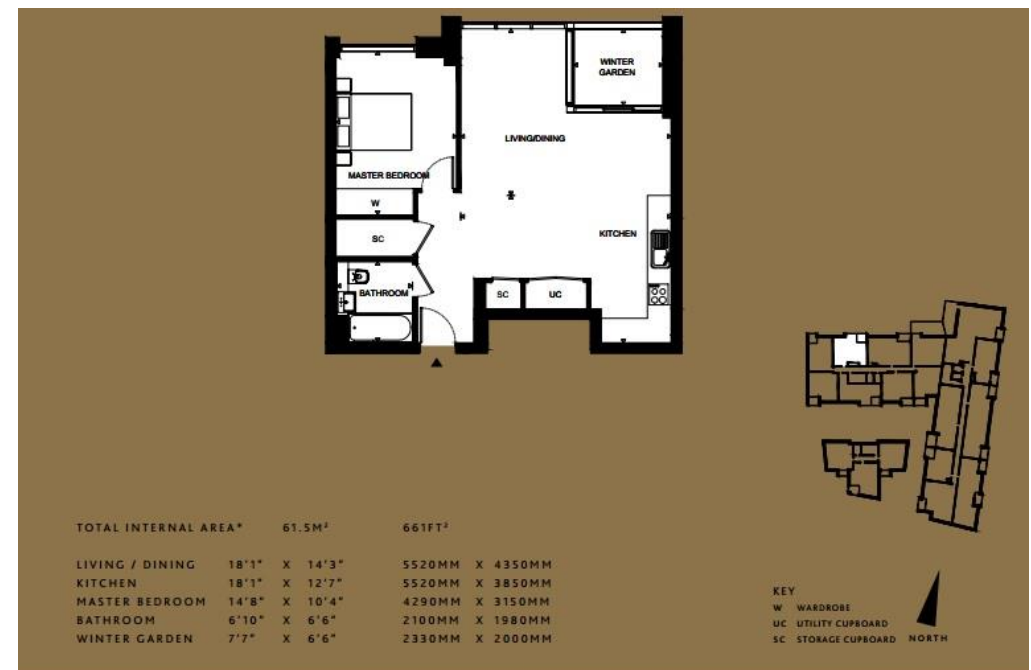 WINTER
GARDEN
LIVING/DINING
MASTER BEDROOM
W
KITCHEN
SC
BATHROOM
SC
UC
TOTAL INTERNAL AREA* 61.5M² 661FT²
LIVING / DINING 18'1" X 14'3" 5520MM X 4350MM
KITCHEN 18'1" X 12'7" 5520MM X 3850MM
MASTER BEDROOM 14'8" X 10'4" 4290MM X 3150MM
BATHROOM 6'10" X 6'6" 2100MM X 1980MM
WINTER GARDEN 7'7" X 6'6" 2330MM X 2000MM
KEY
W WARDROBE
UC UTILITY CUPBOARD
SC STORAGE CUPBOARD
NORTH